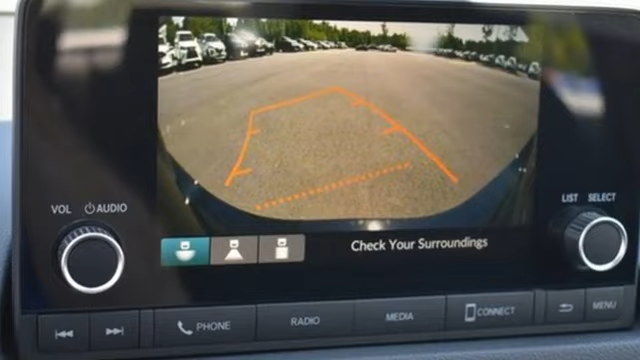 VOL AUDIO
LIST SELECT
Check Your Surroundings
PHONE
RADIO
MEDIA
CONNECT
MENU